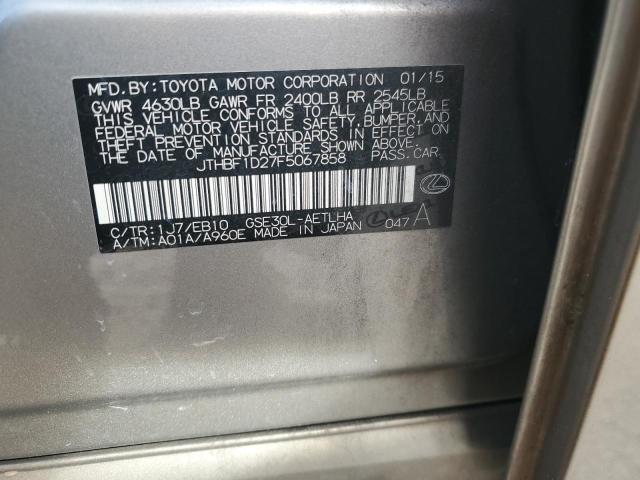 MFD.BY:TOYOTA MOTOR CORPORATION 01/15
GVWR 4630LB GAWR FR 2400LB RR 2545LB
THIS VEHICLE CONFORMS TO ALL APPLICABLE
FEDERAL MOTOR VEHICLE SAFETY,BUMPER,AND
THEFT PREVENTION STANDARDS IN EFFECT ON
THE DATE OF MANUFACTURE SHOWN ABOVE.
JTHBF1D27F5067858 PASS.CAR
C/TR:1J7/EB10 GSE30L-AETLHA
A/TM:A01A/A960E MADE IN JAPAN 047 A